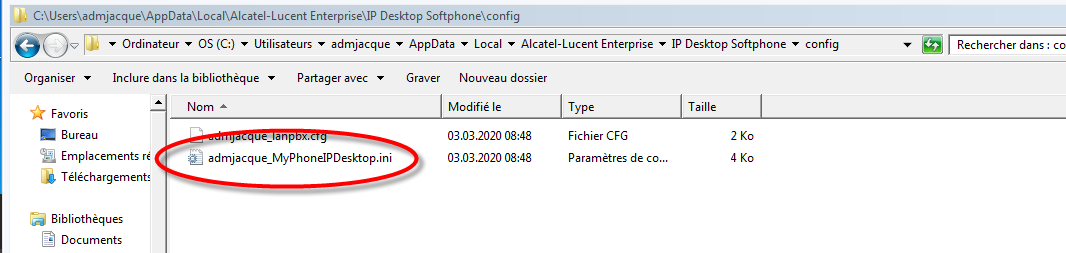 C:\Users\admjacque\AppData\Local\Alcatel-Lucent Enterprise\IP Desktop Softphone\config
Ordinateur OS (C:) Utilisateurs admjacque AppData Local Alcatel-Lucent Enterprise IP Desktop Softphone config Rechercher dans : co
Organiser Inclure dans la bibliothèque Partager avec Graver Nouveau dossier
Favoris
Bureau
Emplacements ré
Téléchargements
Bibliothèques
Documents
Nom Modifié le Type Taille
admjacque_lanpbx.cfg 03.03.2020 08:48 Fichier CFG 2 Ko
admjacque_MyPhoneIPDesktop.ini 03.03.2020 08:48 Paramètres de co... 4 Ko